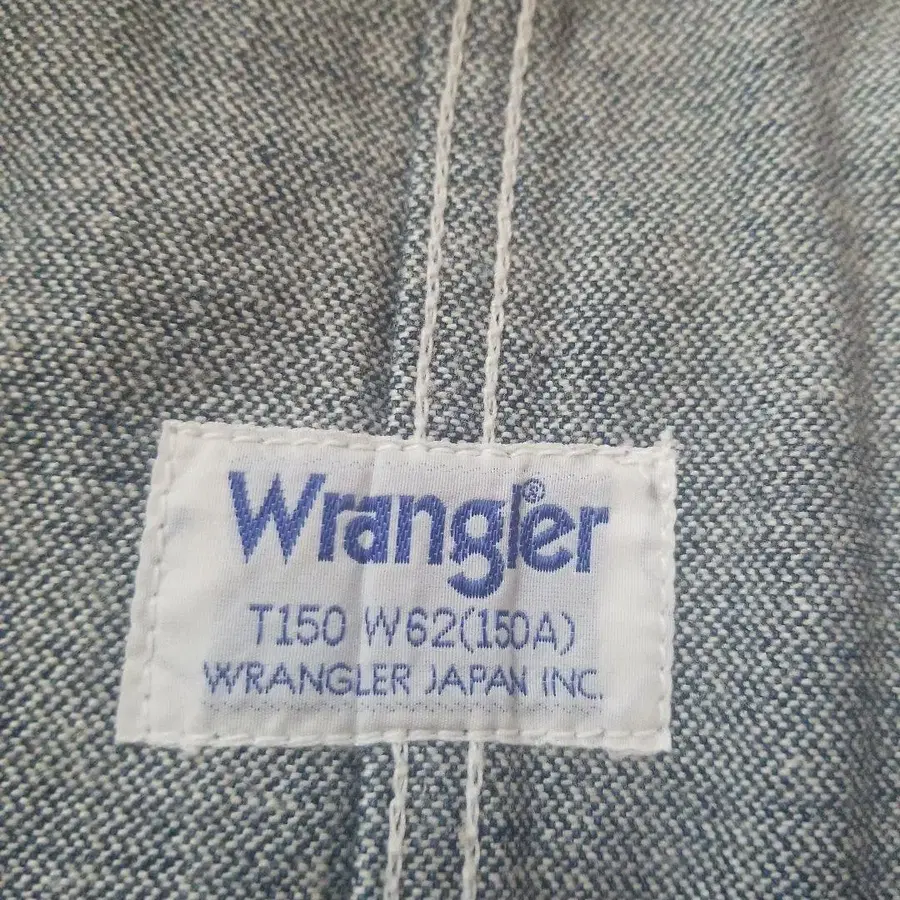 Wrangler®
T150 W62(150A)
WRANGLER JAPAN INC.